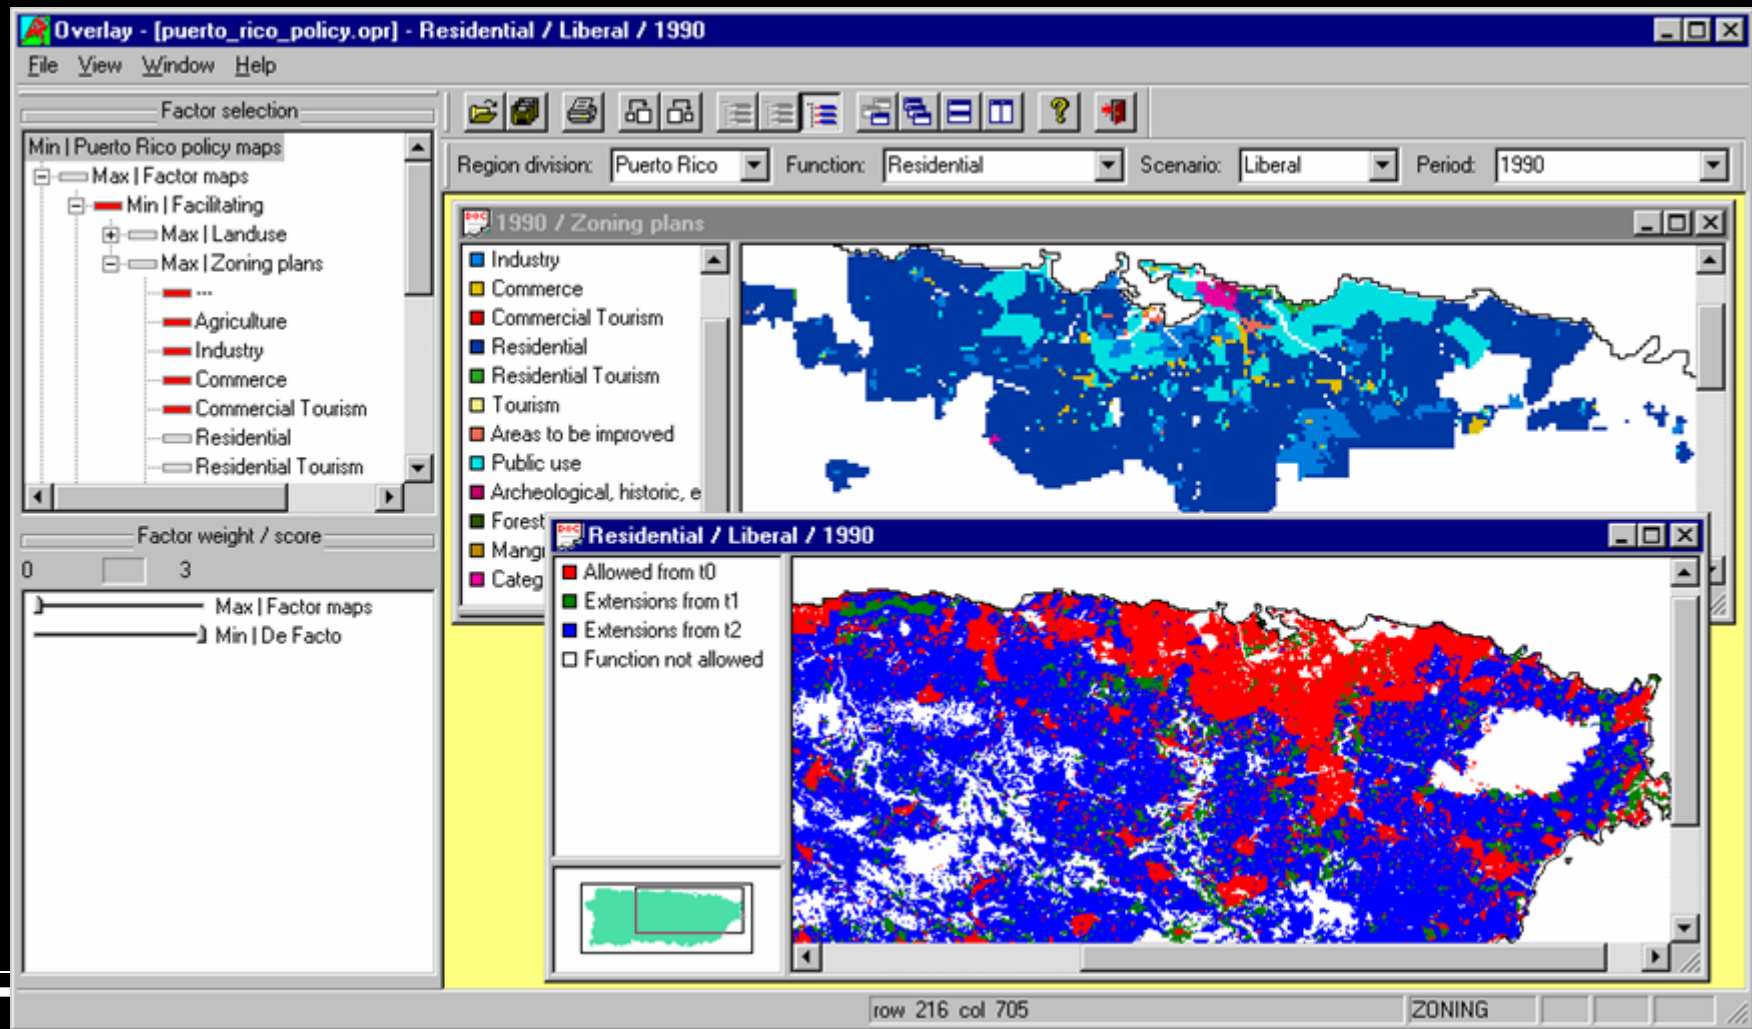 Overlay - [puerto_rico_policy.opr] - Residential / Liberal / 1990
File View Window Help
Factor selection
Min | Puerto Rico policy maps
Max | Factor maps
Min | Facilitating
Max | Landuse
Max | Zoning plans
---
Agriculture
Industry
Commerce
Commercial Tourism
Residential
Residential Tourism
Factor weight / score
0 3
Max | Factor maps
Min | De Facto
Region division: Puerto Rico Function: Residential Scenario: Liberal Period: 1990
1990 / Zoning plans
Industry
Commerce
Commercial Tourism
Residential
Residential Tourism
Tourism
Areas to be improved
Public use
Archeological, historic, e
Forest
Mang
Categ
Residential / Liberal / 1990
Allowed from t0
Extensions from t1
Extensions from t2
Function not allowed
row 216 col 705
ZONING